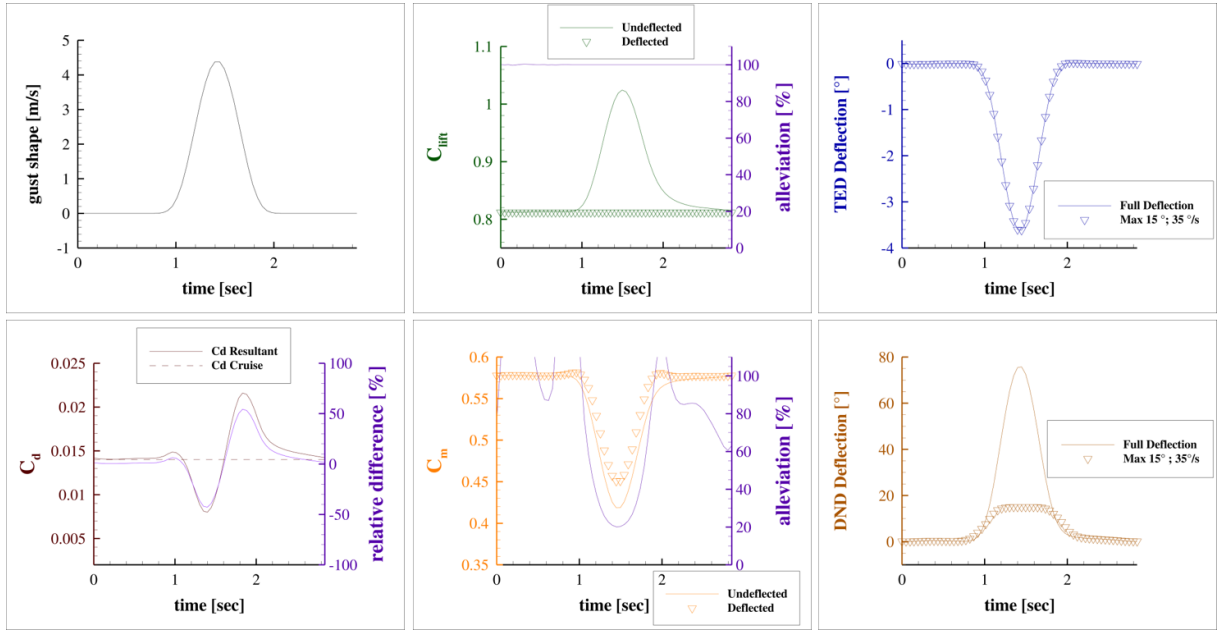 gust shape [m/s]
5
4
3
2
1
0
-1
1
2
time [sec]
Undeflected
Deflected
C_lift
1.1
1
0.9
0.8
0
1
2
time [sec]
alleviation [%]
100
80
60
40
20
0
TED Deflection [°]
0
-1
-2
-3
-4
0
1
2
time [sec]
Full Deflection
Max 15 °; 35 °/s
Cd Resultant
Cd Cruise
C_d
0.025
0.02
0.015
0.01
0.005
0
1
2
time [sec]
relative difference [%]
100
50
0
-50
-100
C_m
0.6
0.55
0.5
0.45
0.4
0.35
0
1
2
time [sec]
alleviation [%]
100
80
60
40
20
0
Undeflected
Deflected
DND Deflection [°]
80
60
40
20
0
0
1
2
time [sec]
Full Deflection
Max 15° ; 35°/s